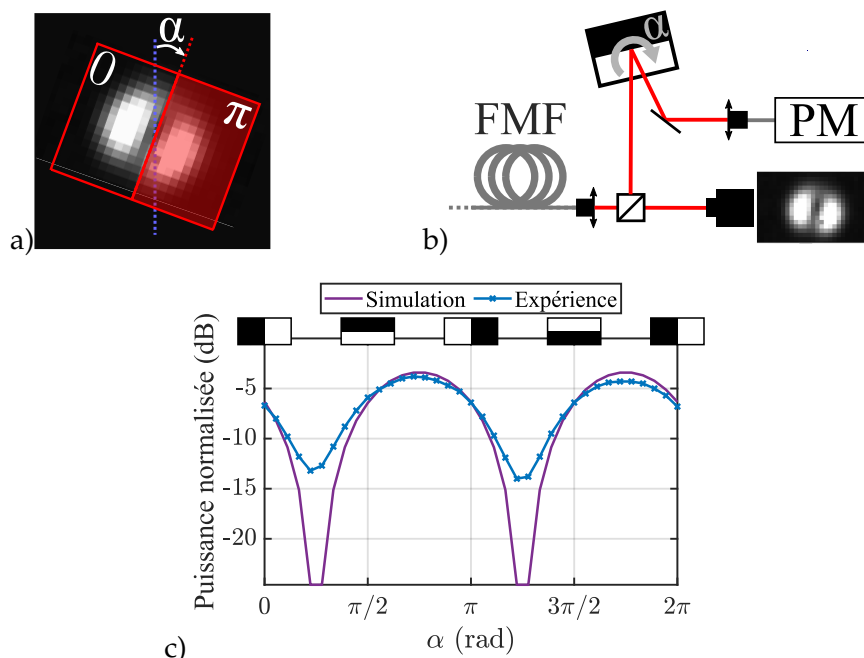 α
0
π
a)
α
FMF
PM
b)
Simulation
Expérience
Puissance normalisée (dB)
-5
-10
-15
-20
0
π/2
π
3π/2
2π
α (rad)
c)